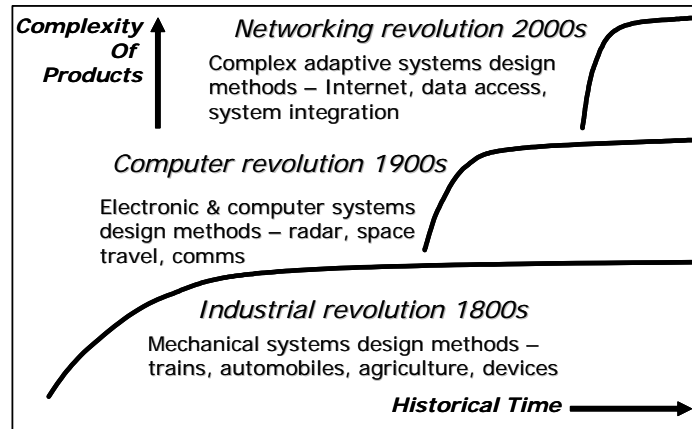 Complexity
Of
Products
Networking revolution 2000s
Complex adaptive systems design
methods – Internet, data access,
system integration
Computer revolution 1900s
Electronic & computer systems
design methods – radar, space
travel, comms
Industrial revolution 1800s
Mechanical systems design methods –
trains, automobiles, agriculture, devices
Historical Time